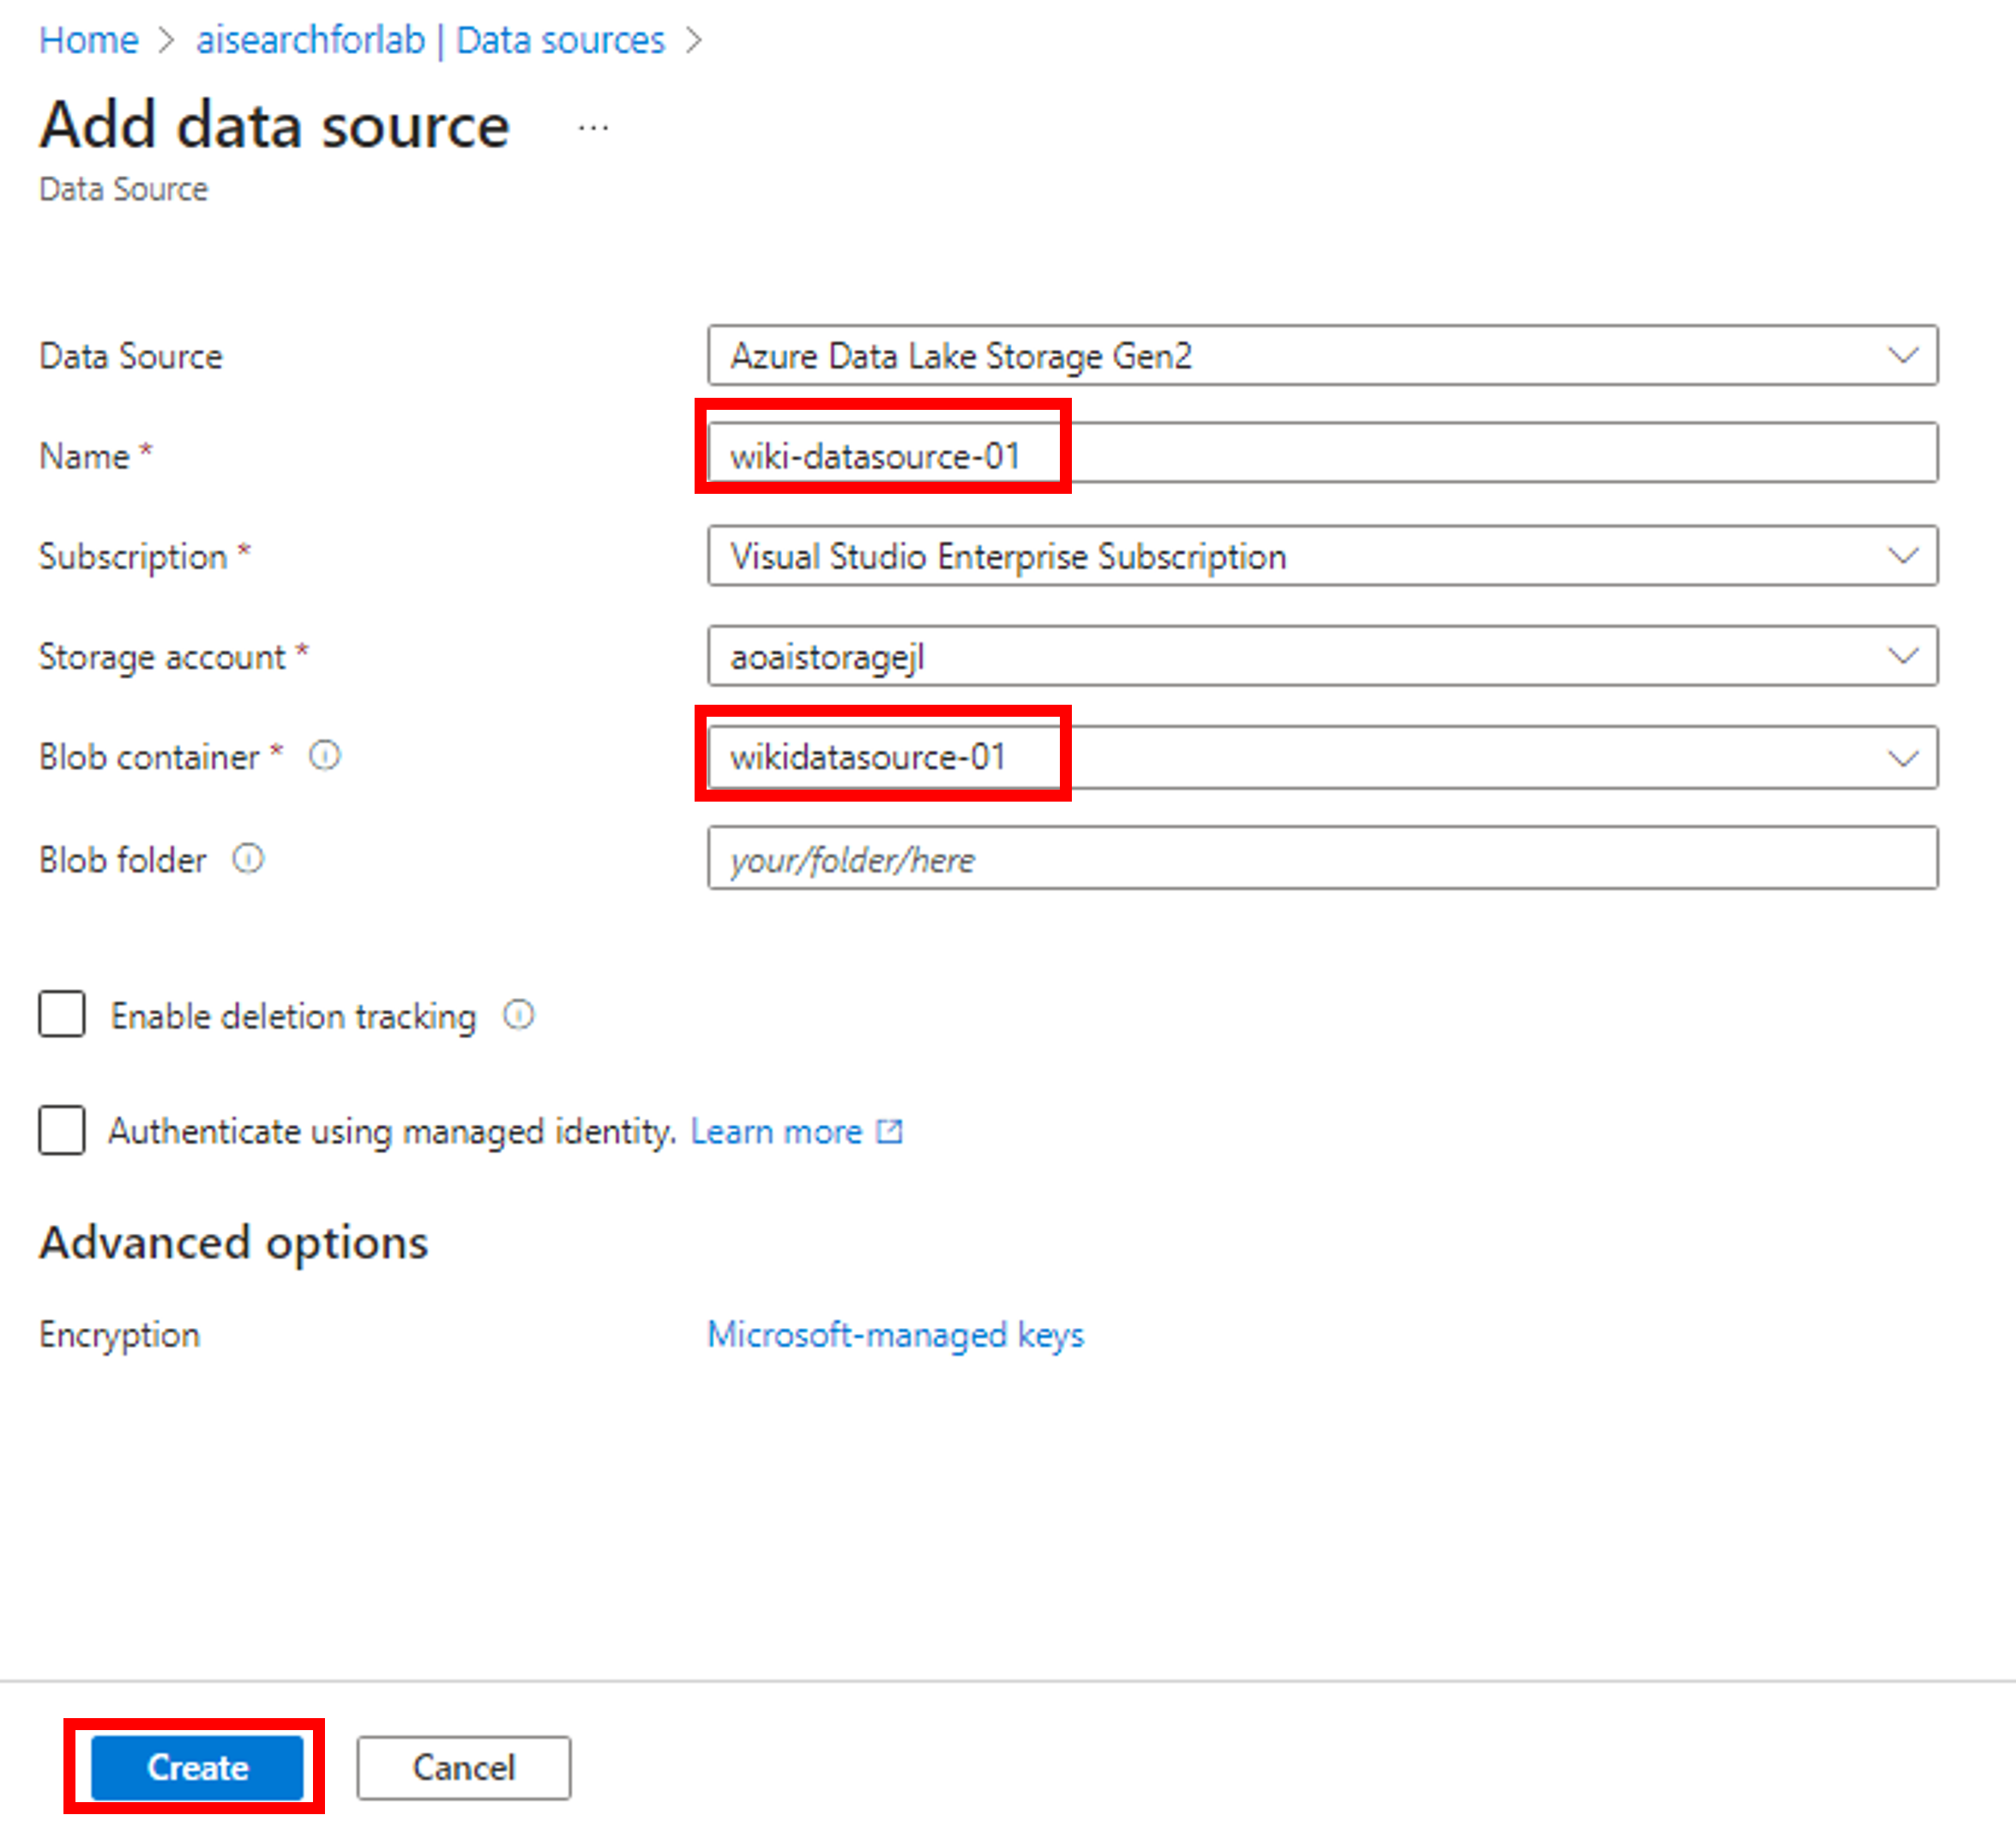 Home > aisearchforlab | Data sources >
Add data source ...
Data Source
Data Source Azure Data Lake Storage Gen2
Name * wiki-datasource-01
Subscription * Visual Studio Enterprise Subscription
Storage account * aoaistoragejl
Blob container * wikidatasource-01
Blob folder your/folder/here
Enable deletion tracking
Authenticate using managed identity. Learn more
Advanced options
Encryption Microsoft-managed keys
Create Cancel